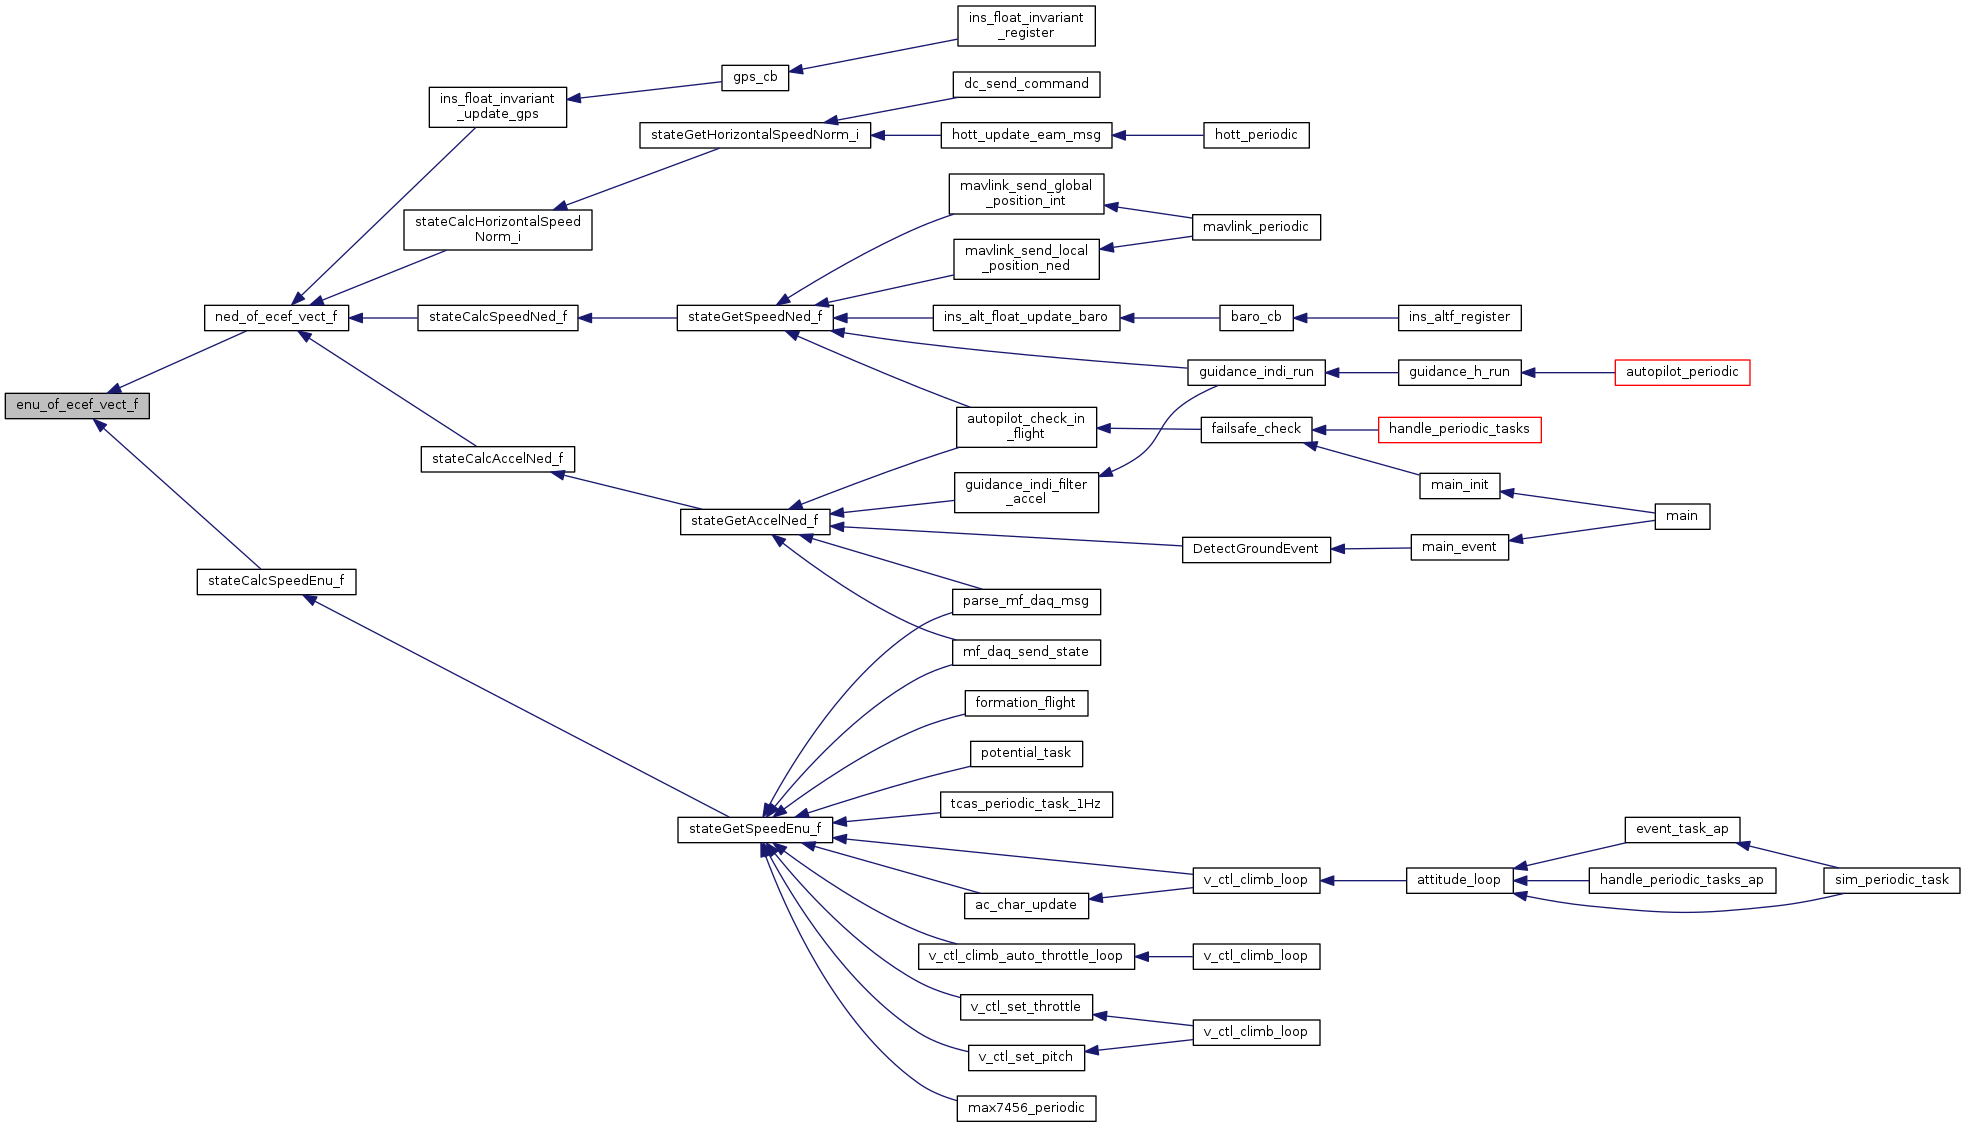 ins_float_invariant
_register
gps_cb
dc_send_command
ins_float_invariant
_update_gps
stateGetHorizontalSpeedNorm_i
hott_update_eam_msg
hott_periodic
mavlink_send_global
_position_int
stateCalcHorizontalSpeed
Norm_i
mavlink_periodic
mavlink_send_local
_position_ned
ned_of_ecef_vect_f
stateCalcSpeedNed_f
stateGetSpeedNed_f
ins_alt_float_update_baro
baro_cb
ins_altf_register
guidance_indi_run
guidance_h_run
autopilot_periodic
enu_of_ecef_vect_f
autopilot_check_in
_flight
failsafe_check
handle_periodic_tasks
stateCalcAccelNed_f
guidance_indi_filter
_accel
main_init
main
stateGetAccelNed_f
DetectGroundEvent
main_event
stateCalcSpeedEnu_f
parse_mf_daq_msg
mf_daq_send_state
formation_flight
potential_task
tcas_periodic_task_1Hz
stateGetSpeedEnu_f
event_task_ap
v_ctl_climb_loop
attitude_loop
handle_periodic_tasks_ap
sim_periodic_task
ac_char_update
v_ctl_climb_auto_throttle_loop
v_ctl_climb_loop
v_ctl_set_throttle
v_ctl_climb_loop
v_ctl_set_pitch
max7456_periodic